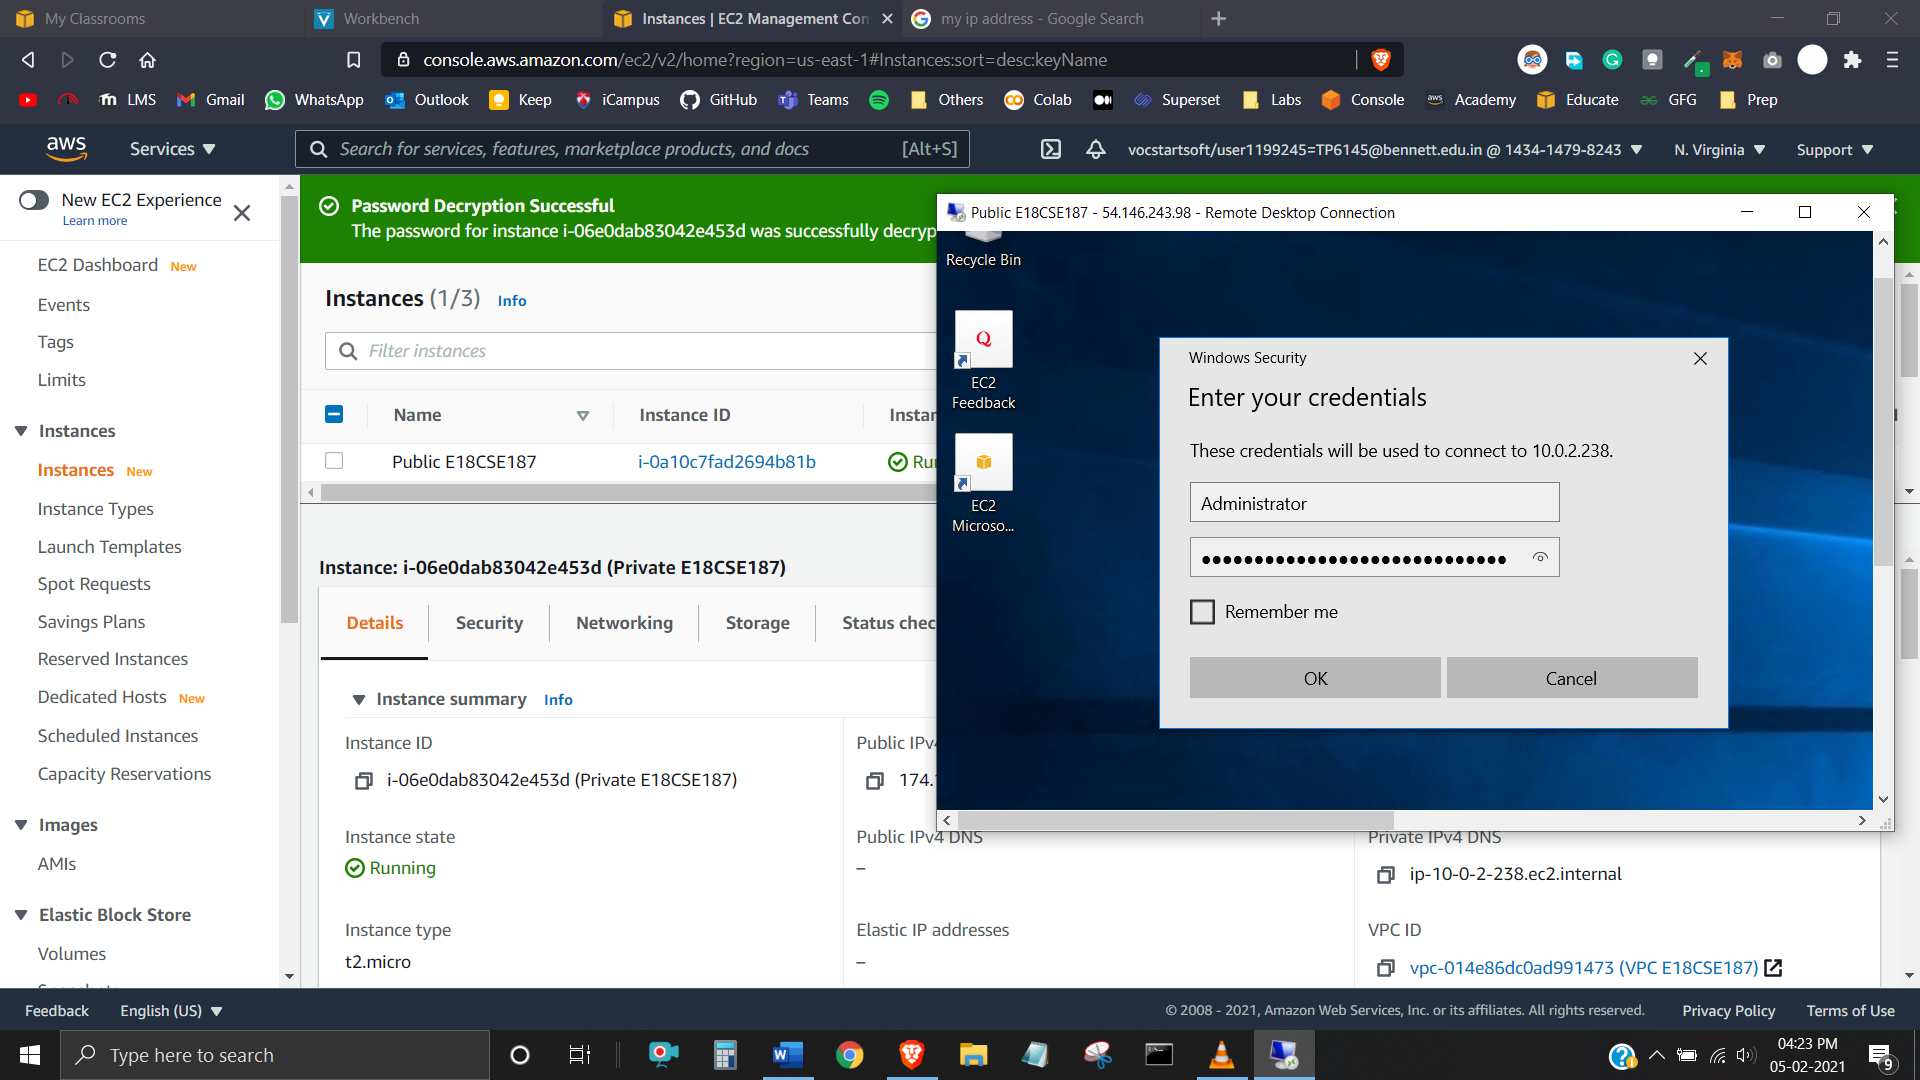 My Classrooms
Workbench
Instances | EC2 Management Con
my ip address - Google Search
console.aws.amazon.com/ec2/v2/home?region=us-east-1#Instances:sort=desc:keyName
LMS
Gmail
WhatsApp
Outlook
Keep
iCampus
GitHub
Teams
Others
Colab
Superset
Labs
Console
aws
Academy
Educate
GFG
Prep
aws
Services
Search for services, features, marketplace products, and docs
[Alt+S]
vocstartsoft/user1199245=TP6145@bennett.edu.in @ 1434-1479-8243
N. Virginia
Support
New EC2 Experience
Learn more
EC2 Dashboard New
Events
Tags
Limits
Instances
Instances New
Instance Types
Launch Templates
Spot Requests
Savings Plans
Reserved Instances
Dedicated Hosts New
Scheduled Instances
Capacity Reservations
Images
AMIs
Elastic Block Store
Volumes
Password Decryption Successful
The password for instance i-06e0dab83042e453d was successfully decryp
Instances (1/3) Info
Filter instances
Name
Instance ID
Instan
Public E18CSE187
i-0a10c7fad2694b81b
Ru
Instance: i-06e0dab83042e453d (Private E18CSE187)
Details
Security
Networking
Storage
Status chec
Instance summary Info
Instance ID
i-06e0dab83042e453d (Private E18CSE187)
Public IPv4
174.
Instance state
Running
Public IPv4 DNS
–
Private IPv4 DNS
ip-10-0-2-238.ec2.internal
Instance type
t2.micro
Elastic IP addresses
–
VPC ID
vpc-014e86dc0ad991473 (VPC E18CSE187)
Public E18CSE187 - 54.146.243.98 - Remote Desktop Connection
Recycle Bin
EC2
Feedback
EC2
Microso...
Windows Security
Enter your credentials
These credentials will be used to connect to 10.0.2.238.
Administrator
Remember me
OK
Cancel
Feedback
English (US)
© 2008 - 2021, Amazon Web Services, Inc. or its affiliates. All rights reserved.
Privacy Policy
Terms of Use
Type here to search
04:23 PM
05-02-2021
9